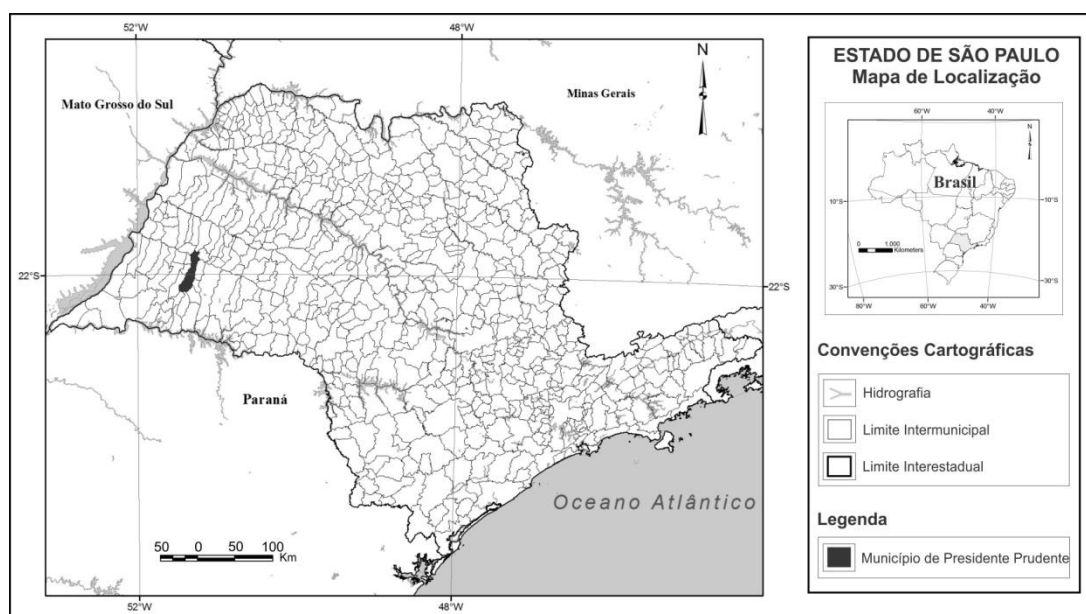 52°W
48°W
N
Mato Grosso do Sul
Minas Gerais
22°S
22°S
Paraná
Oceano Atlântico
50 0 50 100
Km
52°W
48°W
ESTADO DE SÃO PAULO
Mapa de Localização
60°W 40°W
N
Brasil
10°S
10°S
0 1.000
Kilometers
30°S
30°S
80°W 60°W 40°W
Convenções Cartográficas
Hidrografia
Limite Intermunicipal
Limite Interestadual
Legenda
Município de Presidente Prudente